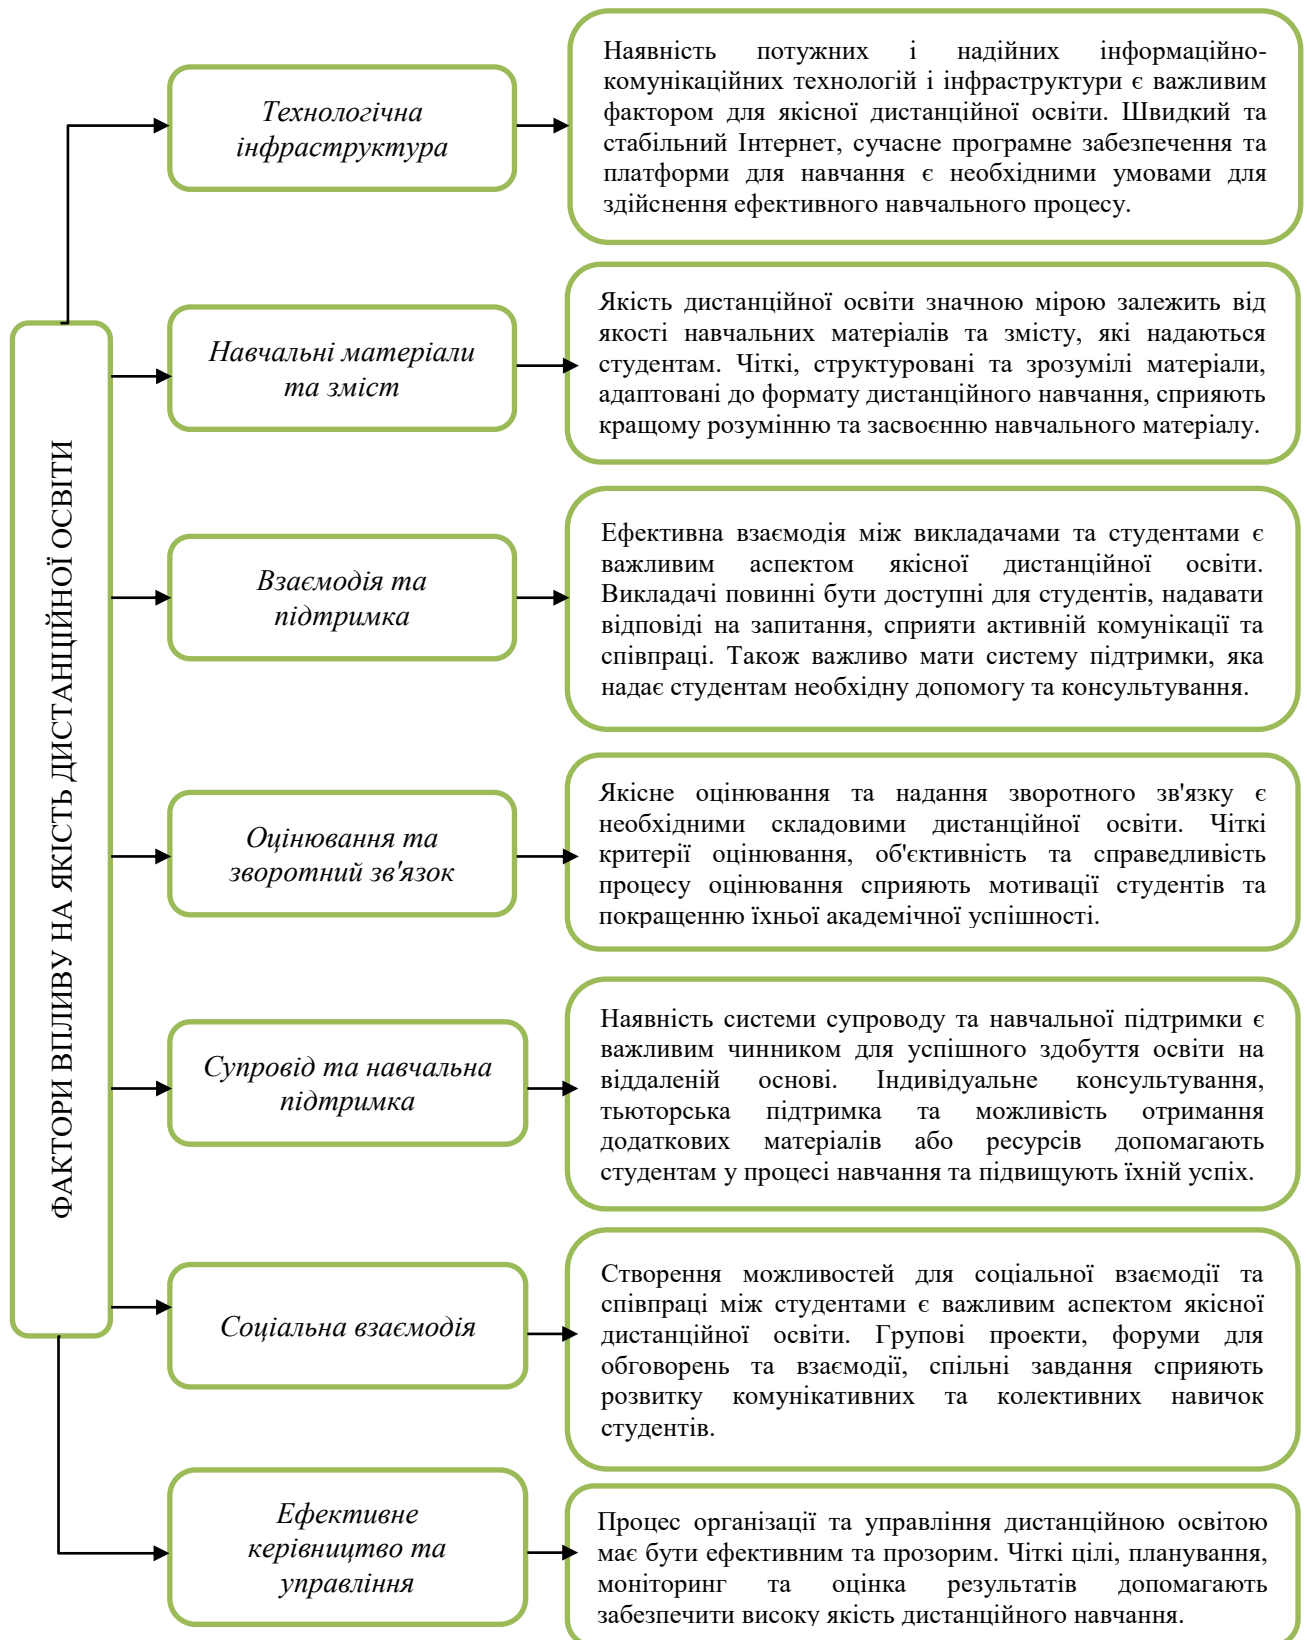 ФАКТОРИ ВПЛИВУ НА ЯКІСТЬ ДИСТАНЦІЙНОЇ ОСВІТИ
Технологічна
інфраструктура
Наявність потужних і надійних інформаційно-
комунікаційних технологій і інфраструктури є важливим
фактором для якісної дистанційної освіти. Швидкий та
стабільний Інтернет, сучасне програмне забезпечення та
платформи для навчання є необхідними умовами для
здійснення ефективного навчального процесу.
Навчальні матеріали
та зміст
Якість дистанційної освіти значною мірою залежить від
якості навчальних матеріалів та змісту, які надаються
студентам. Чіткі, структуровані та зрозумілі матеріали,
адаптовані до формату дистанційного навчання, сприяють
кращому розумінню та засвоєнню навчального матеріалу.
Взаємодія та
підтримка
Ефективна взаємодія між викладачами та студентами є
важливим аспектом якісної дистанційної освіти.
Викладачі повинні бути доступні для студентів, надавати
відповіді на запитання, сприяти активній комунікації та
співпраці. Також важливо мати систему підтримки, яка
надає студентам необхідну допомогу та консультування.
Оцінювання та
зворотний зв'язок
Якісне оцінювання та надання зворотного зв'язку є
необхідними складовими дистанційної освіти. Чіткі
критерії оцінювання, об'єктивність та справедливість
процесу оцінювання сприяють мотивації студентів та
покращенню їхньої академічної успішності.
Супровід та навчальна
підтримка
Наявність системи супроводу та навчальної підтримки є
важливим чинником для успішного здобуття освіти на
віддаленій основі. Індивідуальне консультування,
тьюторська підтримка та можливість отримання
додаткових матеріалів або ресурсів допомагають
студентам у процесі навчання та підвищують їхній успіх.
Соціальна взаємодія
Створення можливостей для соціальної взаємодії та
співпраці між студентами є важливим аспектом якісної
дистанційної освіти. Групові проекти, форуми для
обговорень та взаємодії, спільні завдання сприяють
розвитку комунікативних та колективних навичок
студентів.
Ефективне
керівництво та
управління
Процес організації та управління дистанційною освітою
має бути ефективним та прозорим. Чіткі цілі, планування,
моніторинг та оцінка результатів допомагають
забезпечити високу якість дистанційного навчання.